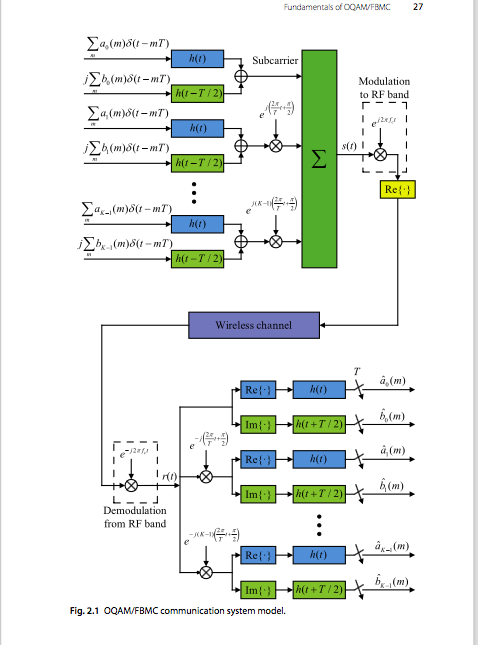 Fundamentals of OQAM/FBMC 27
∑ₘ a₀(m)δ(t − mT)
h(t)
Subcarrier
j∑ₘ b₀(m)δ(t − mT)
h(t − T / 2)
Modulation
to RF band
∑ₘ a₁(m)δ(t − mT)
h(t)
e^{j(2π/T t + π/2)}
e^{j2πf_c t}
j∑ₘ b₁(m)δ(t − mT)
h(t − T / 2)
∑
s(t)
Re{·}
∑ₘ a_{K−1}(m)δ(t − mT)
h(t)
e^{j(K−1)(2π/T t + π/2)}
j∑ₘ b_{K−1}(m)δ(t − mT)
h(t − T / 2)
Wireless channel
T
Re{·} h(t) â₀(m)
Im{·} h(t + T / 2) b̂₀(m)
e^{−j2πf_c t}
e^{−j(2π/T t + π/2)}
Re{·} h(t) â₁(m)
r(t)
Im{·} h(t + T / 2) b̂₁(m)
Demodulation
from RF band
e^{−j(K−1)(2π/T t + π/2)}
Re{·} h(t) â_{K−1}(m)
Im{·} h(t + T / 2) b̂_{K−1}(m)
Fig. 2.1 OQAM/FBMC communication system model.